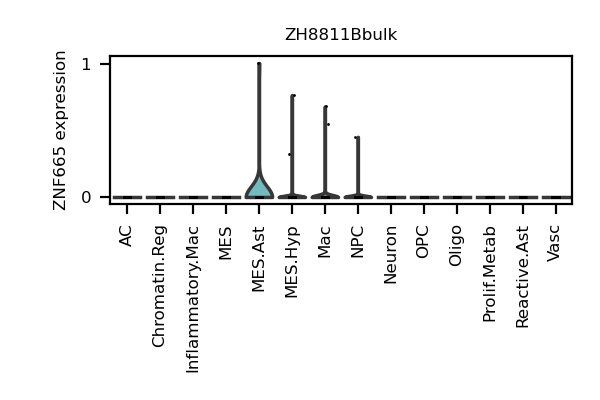 ZH8811Bbulk
ZNF665 expression
1
0
AC
Chromatin.Reg
Inflammatory.Mac
MES
MES.Ast
MES.Hyp
Mac
NPC
Neuron
OPC
Oligo
Prolif.Metab
Reactive.Ast
Vasc